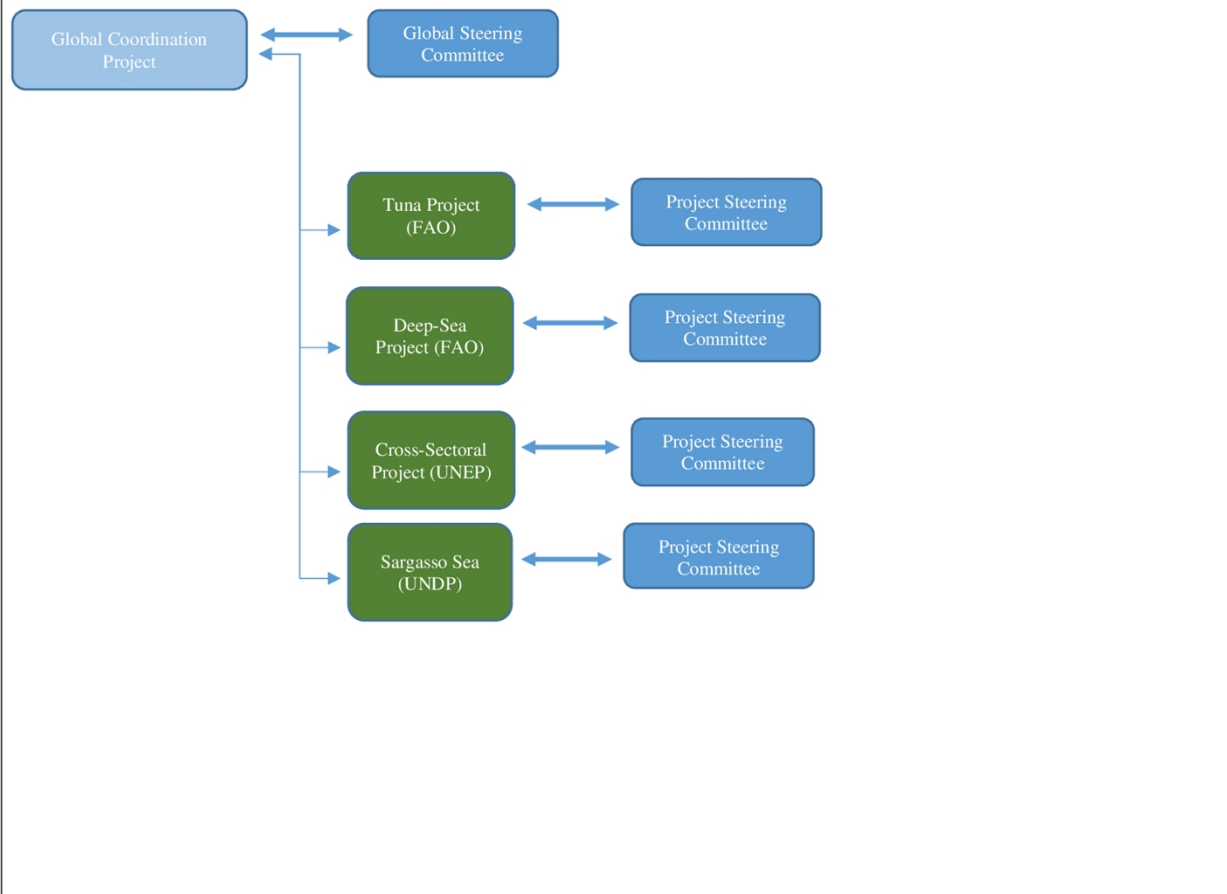 Global Coordination
Project
Global Steering
Committee
Tuna Project
(FAO)
Project Steering
Committee
Deep-Sea
Project (FAO)
Project Steering
Committee
Cross-Sectoral
Project (UNEP)
Project Steering
Committee
Sargasso Sea
(UNDP)
Project Steering
Committee